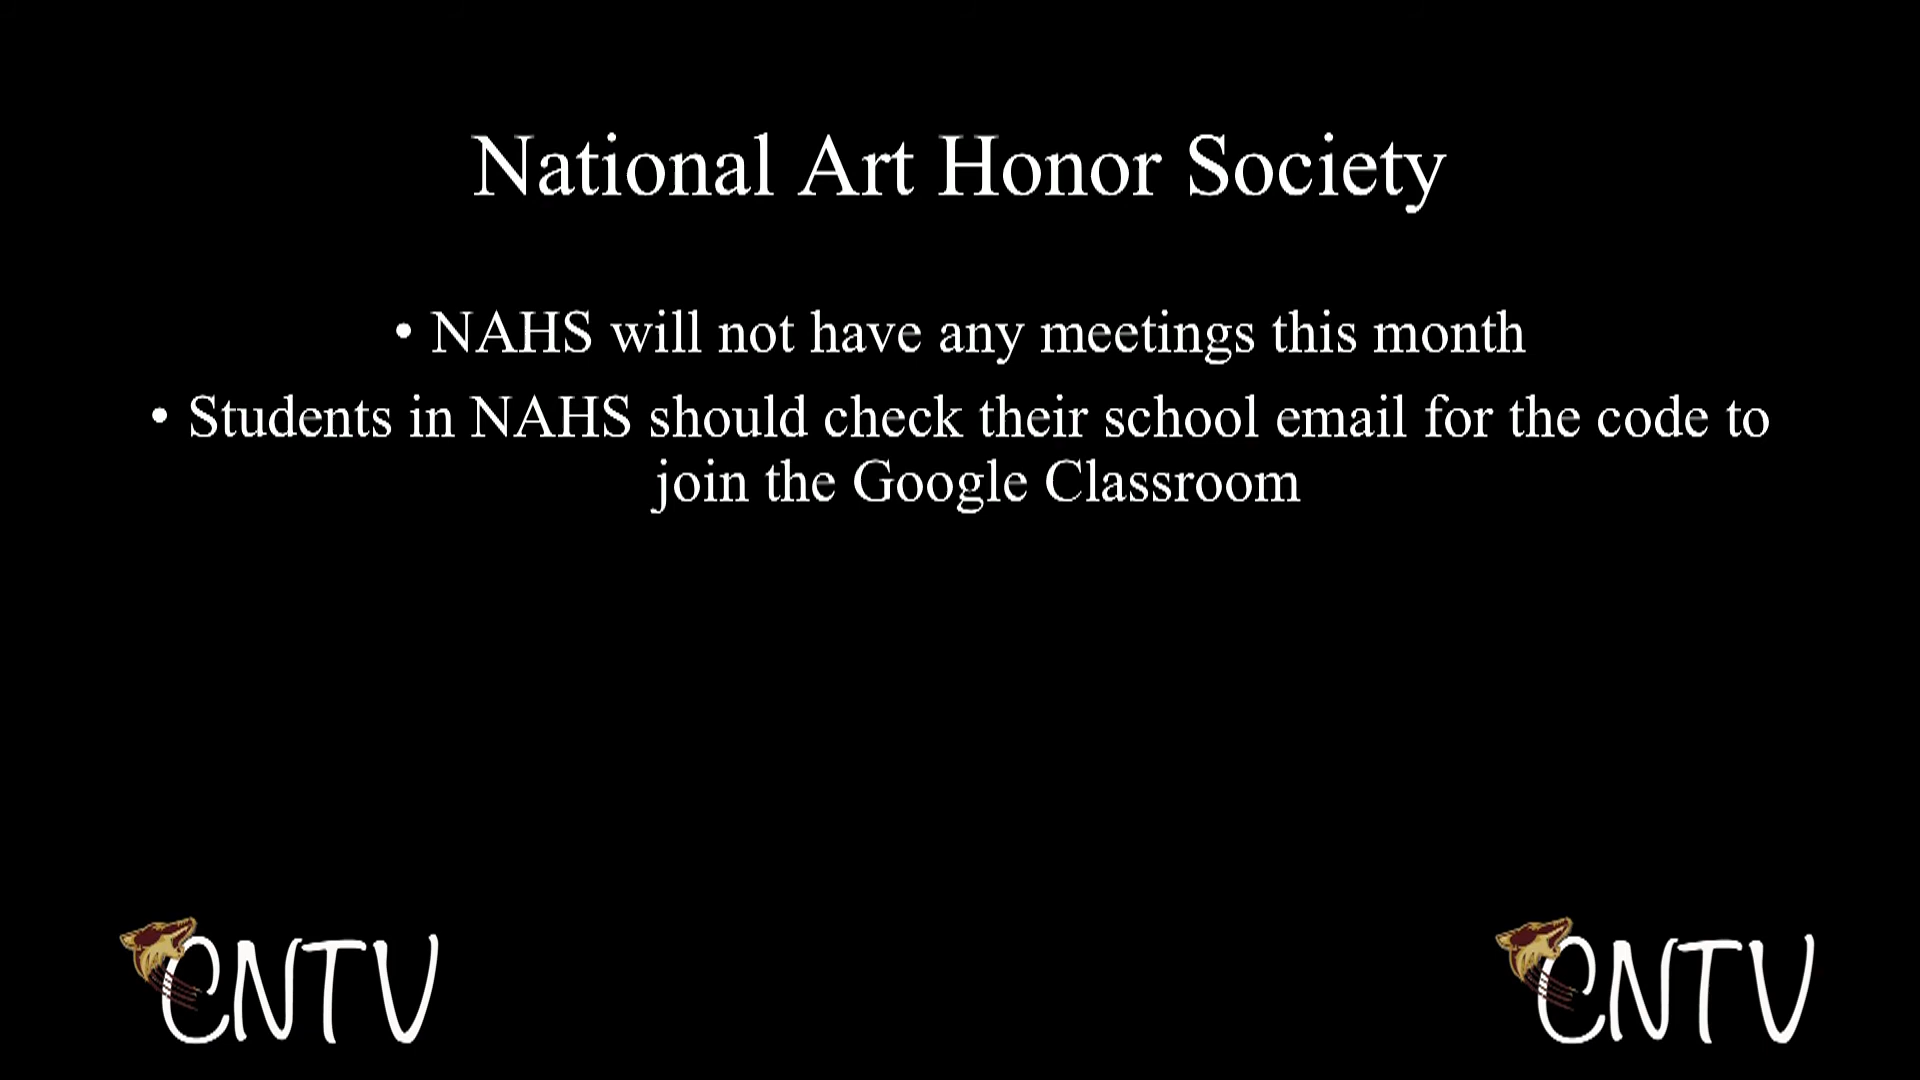 National Art Honor Society
• NAHS will not have any meetings this month
• Students in NAHS should check their school email for the code to
join the Google Classroom
CNTV CNTV